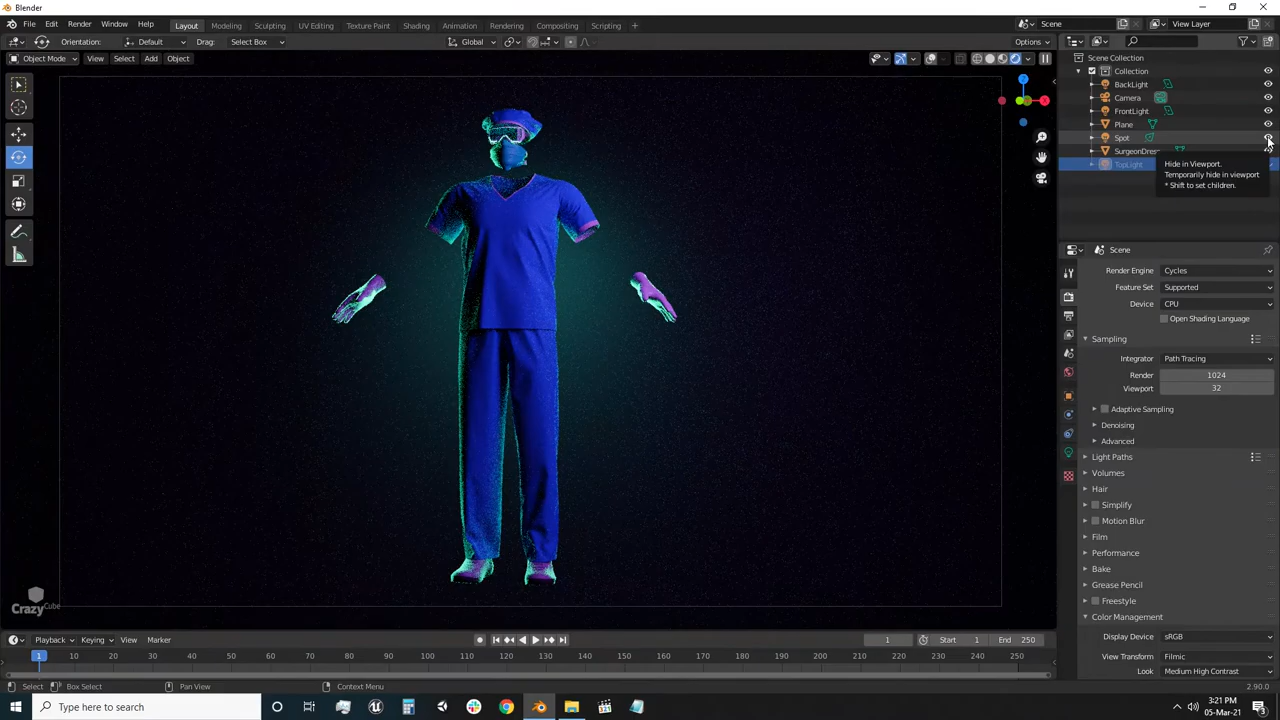 Blender
File Edit Render Window Help Layout Modeling Sculpting UV Editing Texture Paint Shading Animation Rendering Compositing Scripting + Scene View Layer
Orientation: Default Drag: Select Box Global Options
Object Mode View Select Add Object
Scene Collection
Collection
BackLight
Camera
FrontLight
Plane
Spot
SurgeonDress
TopLight
Hide in Viewport.
Temporarily hide in viewport
* Shift to set children.
Z
X
Scene
Render Engine Cycles
Feature Set Supported
Device CPU
Open Shading Language
Sampling
Integrator Path Tracing
Render 1024
Viewport 32
Adaptive Sampling
Denoising
Advanced
Light Paths
Volumes
Hair
Simplify
Motion Blur
Film
Performance
Bake
Grease Pencil
Freestyle
Color Management
Display Device sRGB
View Transform Filmic
Look Medium High Contrast
CrazyCube
Playback Keying View Marker 1 Start 1 End 250
1 10 20 30 40 50 60 70 80 90 100 110 120 130 140 150 160 170 180 190 200 210 220 230 240 250
Select Box Select Pan View Context Menu 2.90.0
Type here to search
3:21 PM
05-Mar-21